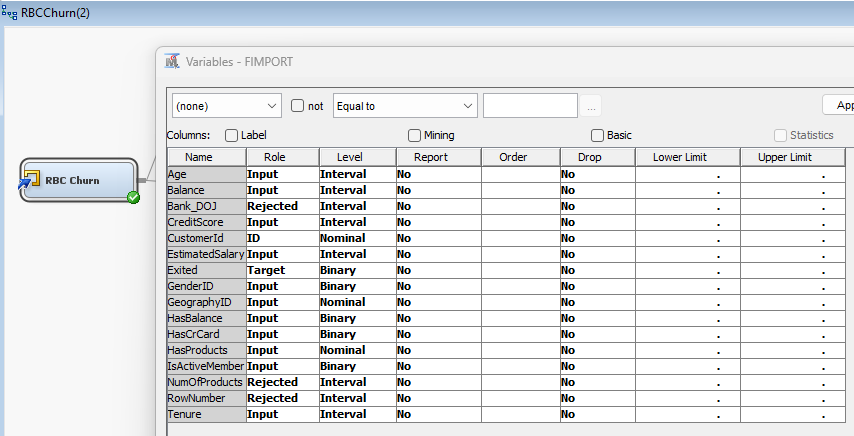 RBCChurn(2)
Variables - FIMPORT
(none) not Equal to ... App
Columns: Label Mining Basic Statistics
Name Role Level Report Order Drop Lower Limit Upper Limit
Age Input Interval No No . .
Balance Input Interval No No . .
Bank_DOJ Rejected Interval No No . .
CreditScore Input Interval No No . .
CustomerId ID Nominal No No . .
EstimatedSalary Input Interval No No . .
Exited Target Binary No No . .
GenderID Input Binary No No . .
GeographyID Input Nominal No No . .
HasBalance Input Binary No No . .
HasCrCard Input Binary No No . .
HasProducts Input Nominal No No . .
IsActiveMember Input Binary No No . .
NumOfProducts Rejected Interval No No . .
RowNumber Rejected Interval No No . .
Tenure Input Interval No No . .
RBC Churn